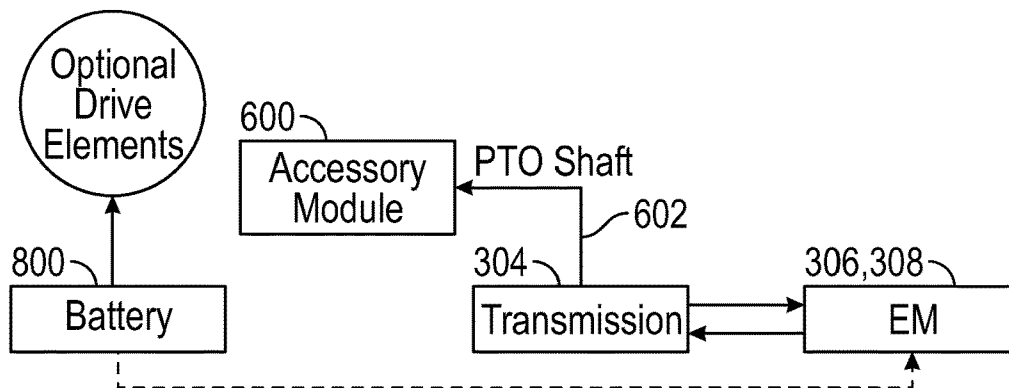 Optional
Drive
Elements
600
Accessory
Module
PTO Shaft
602
800
Battery
304
Transmission
306,308
EM